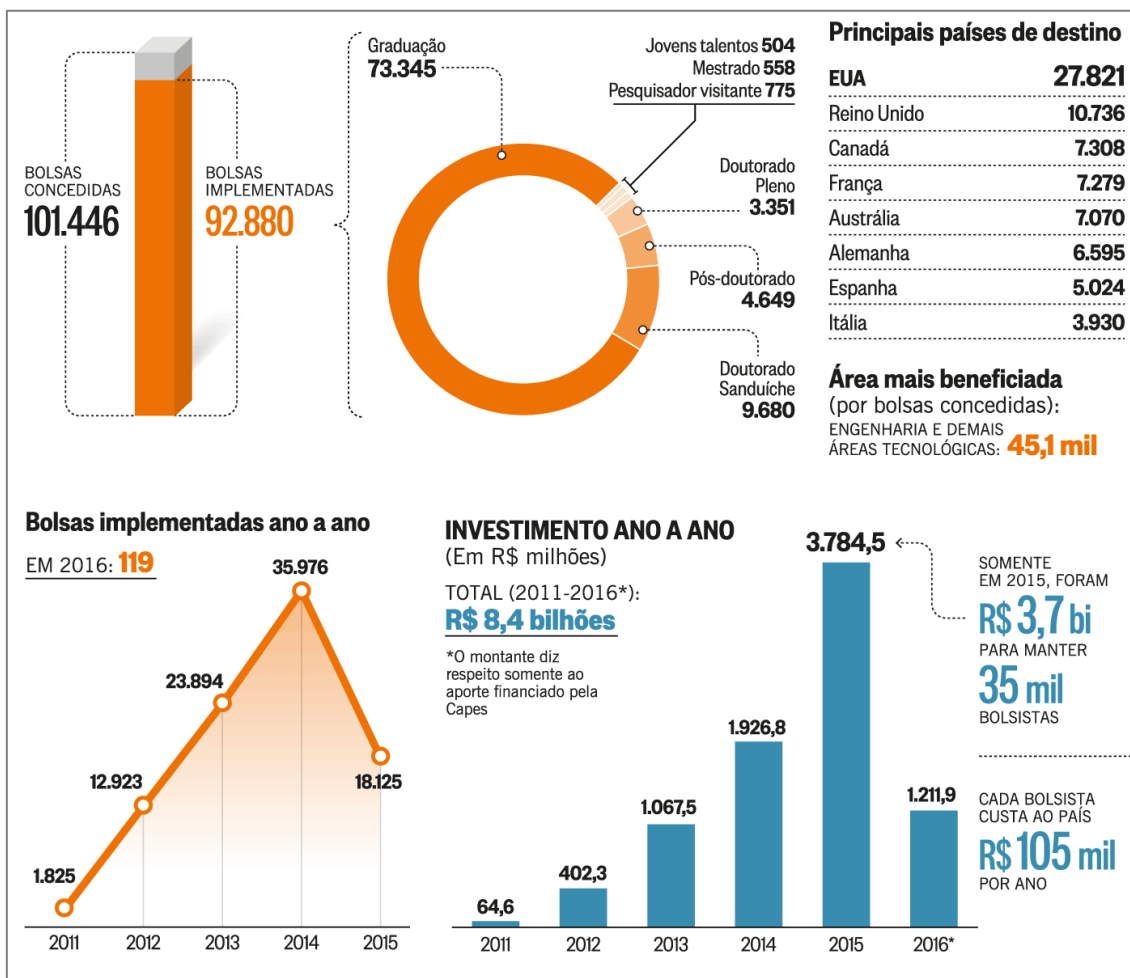 BOLSAS
CONCEDIDAS
101.446
BOLSAS
IMPLEMENTADAS
92.880
Graduação
73.345
Jovens talentos 504
Mestrado 558
Pesquisador visitante 775
Doutorado
Pleno
3.351
Pós-doutorado
4.649
Doutorado
Sanduíche
9.680
Principais países de destino
EUA 27.821
Reino Unido 10.736
Canadá 7.308
França 7.279
Austrália 7.070
Alemanha 6.595
Espanha 5.024
Itália 3.930
Área mais beneficiada
(por bolsas concedidas):
ENGENHARIA E DEMAIS
ÁREAS TECNOLÓGICAS: 45,1 mil
Bolsas implementadas ano a ano
EM 2016: 119
1.825
12.923
23.894
35.976
18.125
2011 2012 2013 2014 2015
INVESTIMENTO ANO A ANO
(Em R$ milhões)
TOTAL (2011-2016*):
R$ 8,4 bilhões
*O montante diz
respeito somente ao
aporte financiado pela
Capes
64,6
402,3
1.067,5
1.926,8
3.784,5
1.211,9
2011 2012 2013 2014 2015 2016*
SOMENTE
EM 2015, FORAM
R$ 3,7 bi
PARA MANTER
35 mil
BOLSISTAS
CADA BOLSISTA
CUSTA AO PAÍS
R$ 105 mil
POR ANO